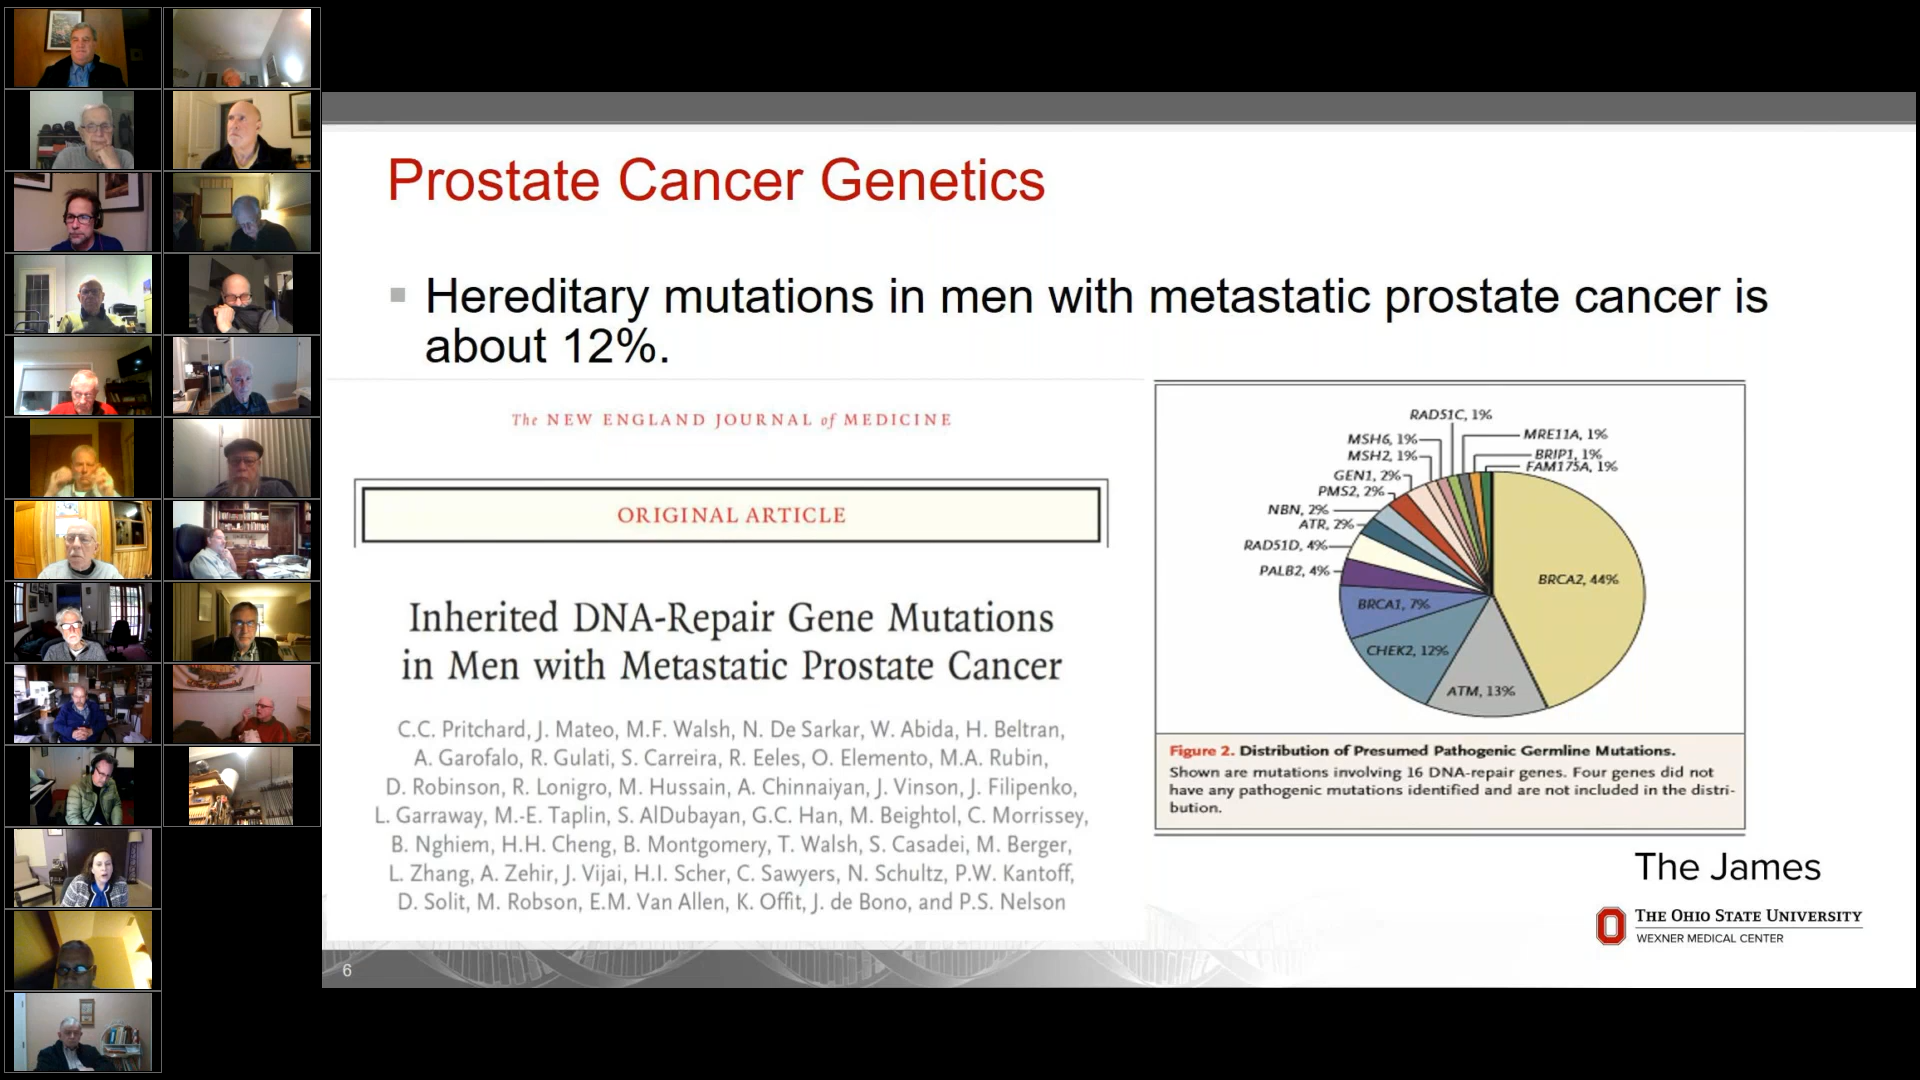 Prostate Cancer Genetics
Hereditary mutations in men with metastatic prostate cancer is
about 12%.
The NEW ENGLAND JOURNAL of MEDICINE
ORIGINAL ARTICLE
Inherited DNA-Repair Gene Mutations
in Men with Metastatic Prostate Cancer
C.C. Pritchard, J. Mateo, M.F. Walsh, N. De Sarkar, W. Abida, H. Beltran,
A. Garofalo, R. Gulati, S. Carreira, R. Eeles, O. Elemento, M.A. Rubin,
D. Robinson, R. Lonigro, M. Hussain, A. Chinnaiyan, J. Vinson, J. Filipenko,
L. Garraway, M.-E. Taplin, S. AlDubayan, G.C. Han, M. Beightol, C. Morrissey,
B. Nghiem, H.H. Cheng, B. Montgomery, T. Walsh, S. Casadei, M. Berger,
L. Zhang, A. Zehir, J. Vijai, H.I. Scher, C. Sawyers, N. Schultz, P.W. Kantoff,
D. Solit, M. Robson, E.M. Van Allen, K. Offit, J. de Bono, and P.S. Nelson
RAD51C, 1%
MRE11A, 1%
MSH6, 1%
BRIP1, 1%
MSH2, 1%
FAM175A, 1%
GEN1, 2%
PMS2, 2%
NBN, 2%
ATR, 2%
RAD51D, 4%
PALB2, 4%
BRCA2, 44%
BRCA1, 7%
CHEK2, 12%
ATM, 13%
Figure 2. Distribution of Presumed Pathogenic Germline Mutations.
Shown are mutations involving 16 DNA-repair genes. Four genes did not
have any pathogenic mutations identified and are not included in the distri-
bution.
The James
THE OHIO STATE UNIVERSITY
WEXNER MEDICAL CENTER
6